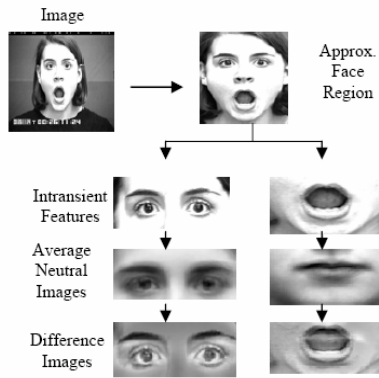 Image
Approx.
Face
Region
Intransient
Features
Average
Neutral
Images
Difference
Images